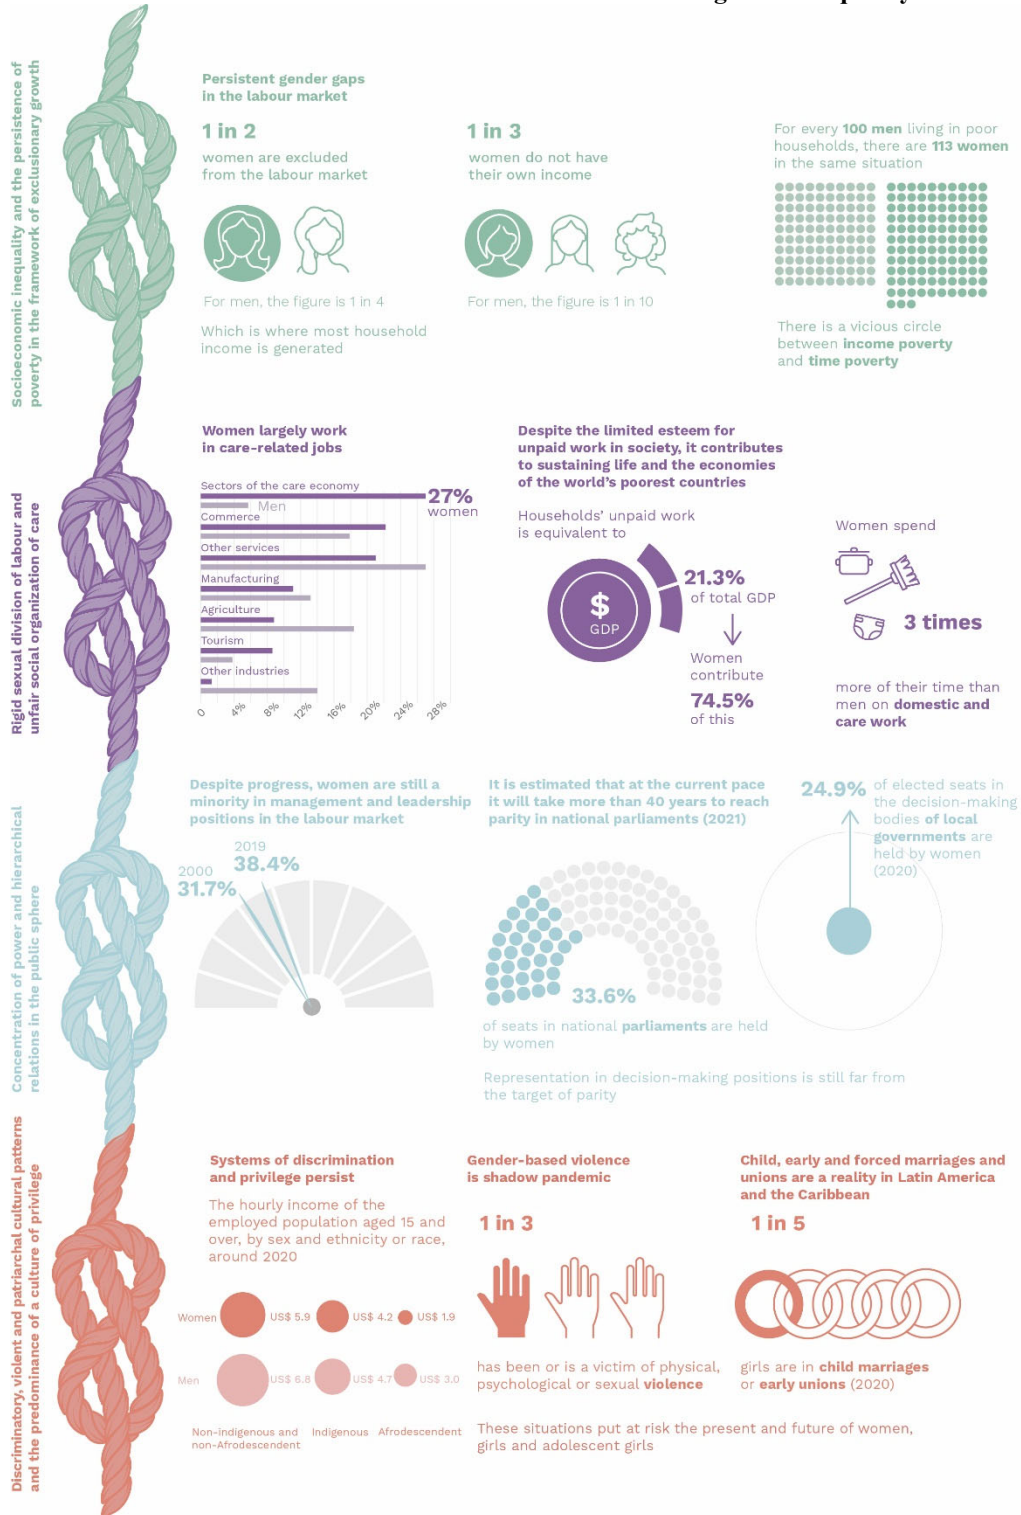 Socioeconomic inequality and the persistence of
poverty in the framework of exclusionary growth
Persistent gender gaps
in the labour market
1 in 2
women are excluded
from the labour market
For men, the figure is 1 in 4
Which is where most household
income is generated
1 in 3
women do not have
their own income
For men, the figure is 1 in 10
For every 100 men living in poor
households, there are 113 women
in the same situation
There is a vicious circle
between income poverty
and time poverty
Rigid sexual division of labour and
unfair social organization of care
Women largely work
in care-related jobs
Sectors of the care economy
27%
women
Men
Commerce
Other services
Manufacturing
Agriculture
Tourism
Other industries
0 4% 8% 12% 16% 20% 24% 28%
Despite the limited esteem for
unpaid work in society, it contributes
to sustaining life and the economies
of the world's poorest countries
Households' unpaid work
is equivalent to
$
GDP
21.3%
of total GDP
Women
contribute
74.5%
of this
Women spend
3 times
more of their time than
men on domestic and
care work
Concentration of power and hierarchical
relations in the public sphere
Despite progress, women are still a
minority in management and leadership
positions in the labour market
2019
38.4%
2000
31.7%
It is estimated that at the current pace
it will take more than 40 years to reach
parity in national parliaments (2021)
33.6%
of seats in national parliaments are held
by women
Representation in decision-making positions is still far from
the target of parity
24.9% of elected seats in
the decision-making
bodies of local
governments are
held by women
(2020)
Discriminatory, violent and patriarchal cultural patterns
and the predominance of a culture of privilege
Systems of discrimination
and privilege persist
The hourly income of the
employed population aged 15 and
over, by sex and ethnicity or race,
around 2020
Women US$ 5.9 US$ 4.2 US$ 1.9
Men US$ 6.8 US$ 4.7 US$ 3.0
Non-indigenous and
non-Afrodescendent
Indigenous
Afrodescendent
Gender-based violence
is shadow pandemic
1 in 3
has been or is a victim of physical,
psychological or sexual violence
Child, early and forced marriages and
unions are a reality in Latin America
and the Caribbean
1 in 5
girls are in child marriages
or early unions (2020)
These situations put at risk the present and future of women,
girls and adolescent girls